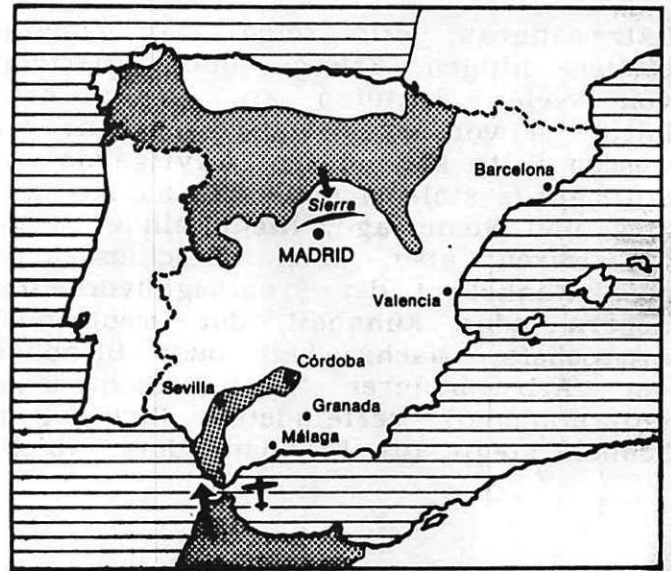 Barcelona
Sierra
MADRID
Valencia
Córdoba
Sevilla
Granada
Málaga